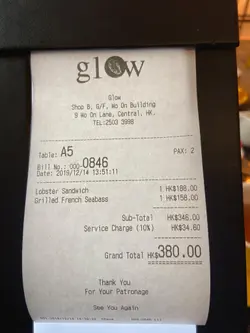 glow
Glow
Shop B, G/F, Wo On Building
8 Wo On Lane, Central, HK.
TEL:2503 3998
Table: A5 PAX: 2
Bill No.: 000-0846
Date: 2019/12/14 13:51:11
Lobster Sandwich 1 HK$188.00
Grilled French Seabass 1 HK$158.00
Sub-Total HK$346.00
Service Charge (10%) HK$34.60
Grand Total HK$380.00
Thank You
For Your Patronage
See You Again